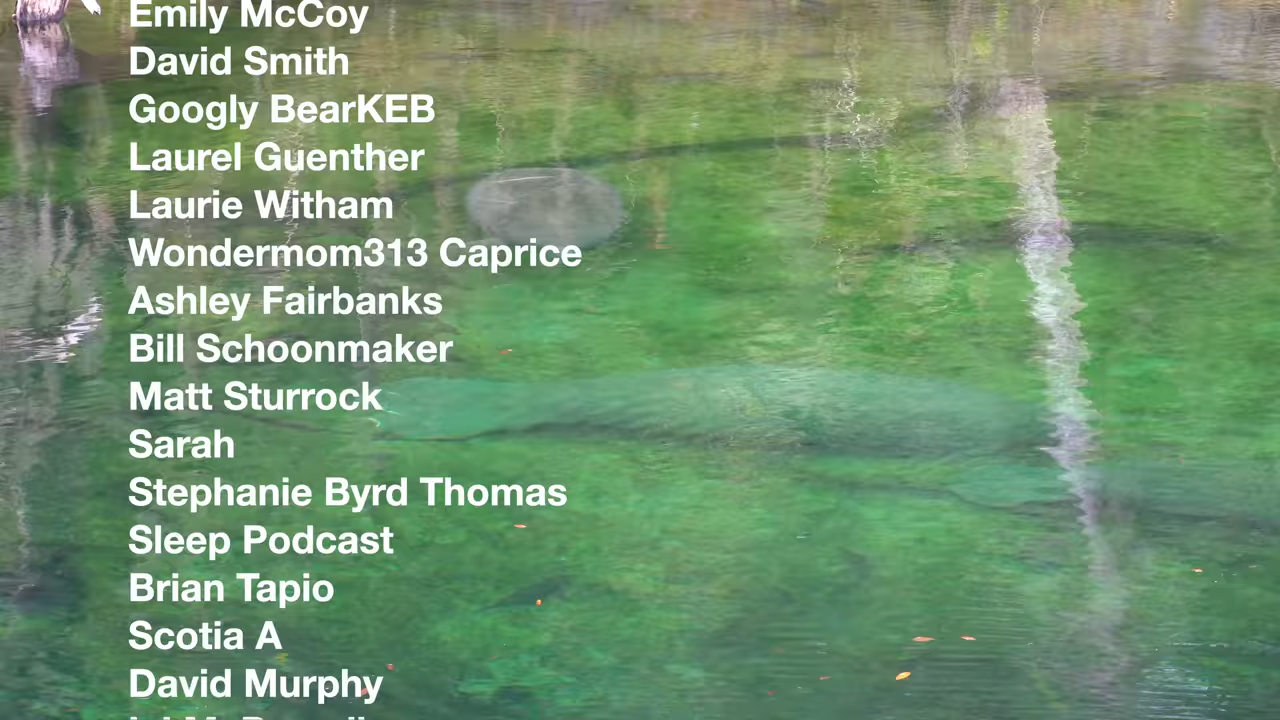 Emily McCoy
David Smith
Googly BearKEB
Laurel Guenther
Laurie Witham
Wondermom313 Caprice
Ashley Fairbanks
Bill Schoonmaker
Matt Sturrock
Sarah
Stephanie Byrd Thomas
Sleep Podcast
Brian Tapio
Scotia A
David Murphy